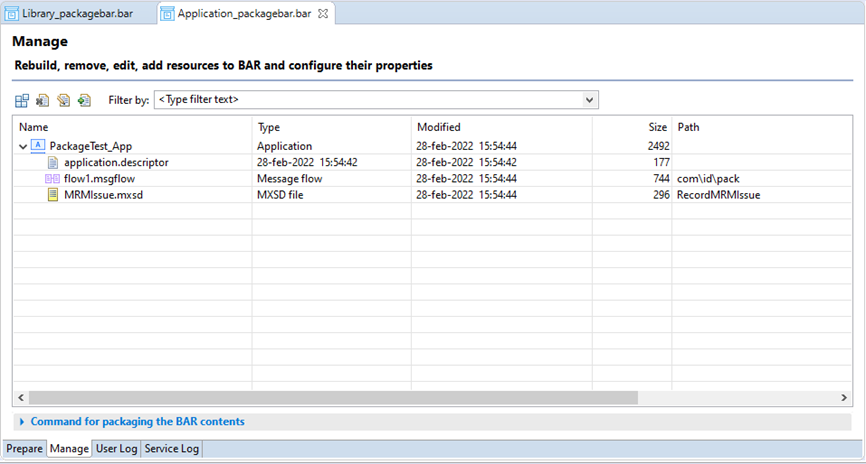 Library_packagebar.bar Application_packagebar.bar
Manage
Rebuild, remove, edit, add resources to BAR and configure their properties
Filter by: <Type filter text>
Name Type Modified Size Path
A PackageTest_App Application 28-feb-2022 15:54:44 2492
application.descriptor 28-feb-2022 15:54:42 28-feb-2022 15:54:42 177
flow1.msgflow Message flow 28-feb-2022 15:54:44 744 com\id\pack
MRMIssue.mxsd MXSD file 28-feb-2022 15:54:44 296 RecordMRMIssue
Command for packaging the BAR contents
Prepare Manage User Log Service Log